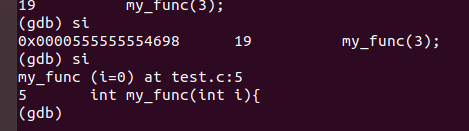 19 my_func(3);
(gdb) si
0x0000555555554698 19 my_func(3);
(gdb) si
my_func (i=0) at test.c:5
5 int my_func(int i){
(gdb)